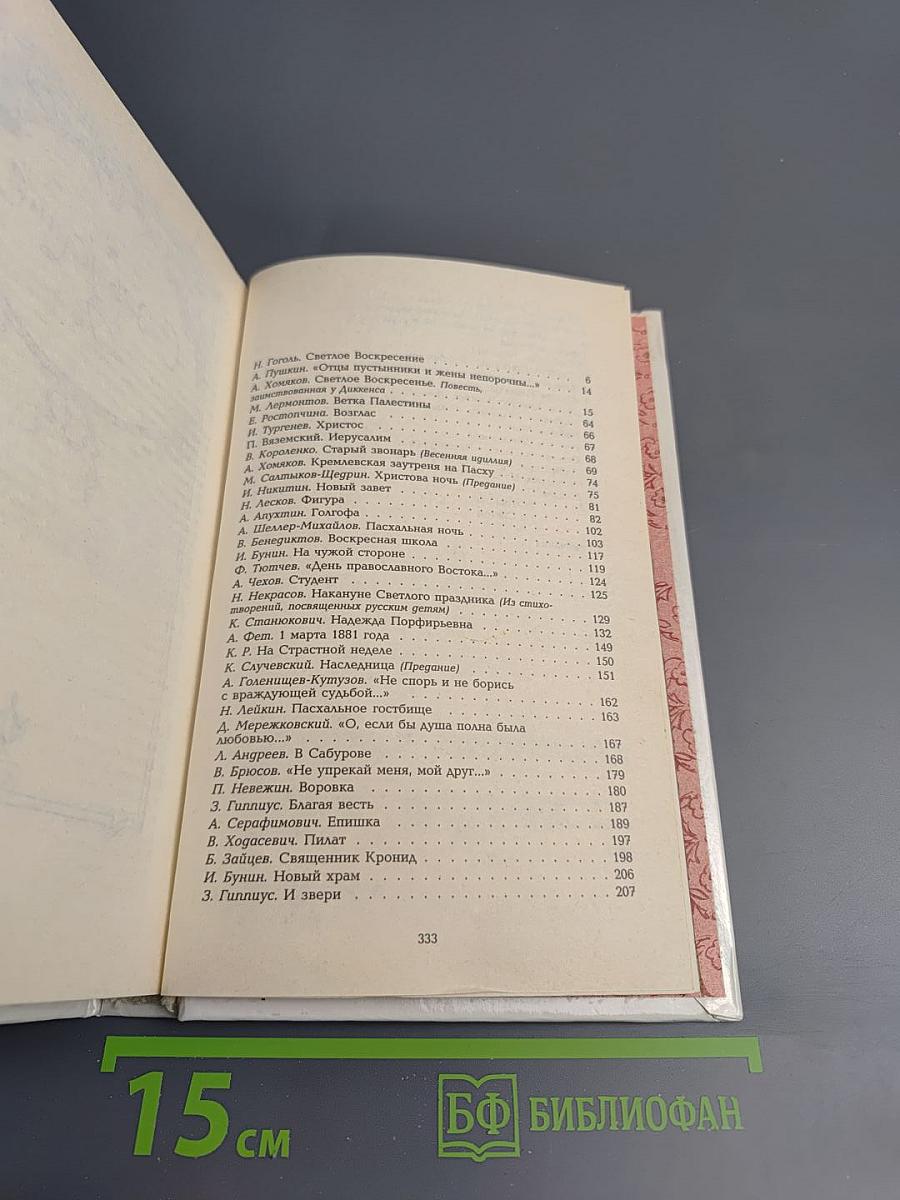 Н. Гоголь. Светлое Воскресение . . . . . . . . . . 6
А. Пушкин. «Отцы пустынники и жены непорочны...» . . . 14
А. Хомяков. Светлое Воскресенье. Повесть,
заимствованная у Диккенса . . . . . . . . . . 15
М. Лермонтов. Ветка Палестины . . . . . . . . . . 64
Е. Ростопчина. Возглас . . . . . . . . . . 66
И. Тургенев. Христос . . . . . . . . . . 67
П. Вяземский. Иерусалим . . . . . . . . . . 68
В. Короленко. Старый звонарь (Весенняя идиллия) . . . . . 69
А. Хомяков. Кремлевская заутреня на Пасху . . . . . . 74
М. Салтыков-Щедрин. Христова ночь (Предание) . . . . . 75
И. Никитин. Новый завет . . . . . . . . . . 81
Н. Лесков. Фигура . . . . . . . . . . 82
А. Апухтин. Голгофа . . . . . . . . . . 102
А. Шеллер-Михайлов. Пасхальная ночь . . . . . . . 103
В. Бенедиктов. Воскресная школа . . . . . . . . 117
И. Бунин. На чужой стороне . . . . . . . . . . 119
Ф. Тютчев. «День православного Востока...» . . . . . . 124
А. Чехов. Студент . . . . . . . . . . 125
Н. Некрасов. Накануне Светлого праздника (Из стихо-
творений, посвященных русским детям) . . . . . . . 129
К. Станюкович. Надежда Порфирьевна . . . . . . . 132
А. Фет. 1 марта 1881 года . . . . . . . . . . 149
К. Р. На Страстной неделе . . . . . . . . . . 150
К. Случевский. Наследница (Предание) . . . . . . . 151
А. Голенищев-Кутузов. «Не спорь и не борись
с враждующей судьбой...» . . . . . . . . . . 162
Н. Лейкин. Пасхальное гостбище . . . . . . . . 163
Д. Мережковский. «О, если бы душа полна была
любовью...» . . . . . . . . . . 167
Л. Андреев. В Сабурове . . . . . . . . . . 168
В. Брюсов. «Не упрекай меня, мой друг...» . . . . . . 179
П. Невежин. Воровка . . . . . . . . . . 180
З. Гиппиус. Благая весть . . . . . . . . . . 187
А. Серафимович. Епишка . . . . . . . . . . 189
В. Ходасевич. Пилат . . . . . . . . . . 197
Б. Зайцев. Священник Кронид . . . . . . . . . . 198
И. Бунин. Новый храм . . . . . . . . . . 206
З. Гиппиус. И звери . . . . . . . . . . 207
333
15 см
БФ БИБЛИОФАН